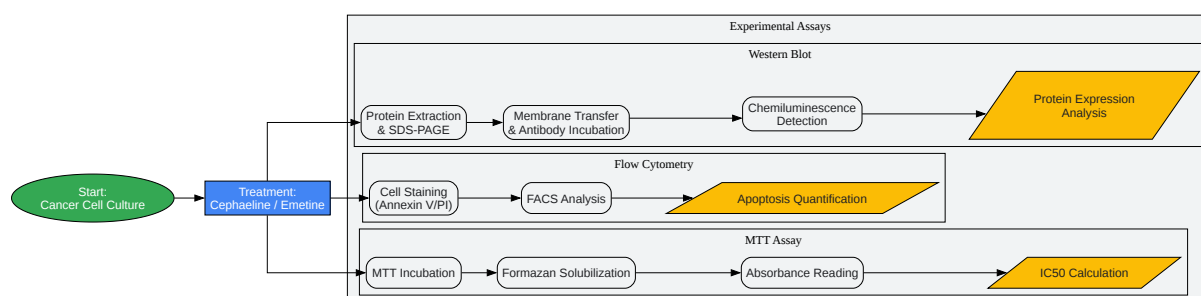 Experimental Assays
Western Blot
Protein Extraction
& SDS-PAGE
Membrane Transfer
& Antibody Incubation
Chemiluminescence
Detection
Protein Expression
Analysis
Flow Cytometry
Start:
Cancer Cell Culture
Treatment:
Cephaeline / Emetine
Cell Staining
(Annexin V/PI)
FACS Analysis
Apoptosis Quantification
MTT Assay
MTT Incubation
Formazan Solubilization
Absorbance Reading
IC50 Calculation